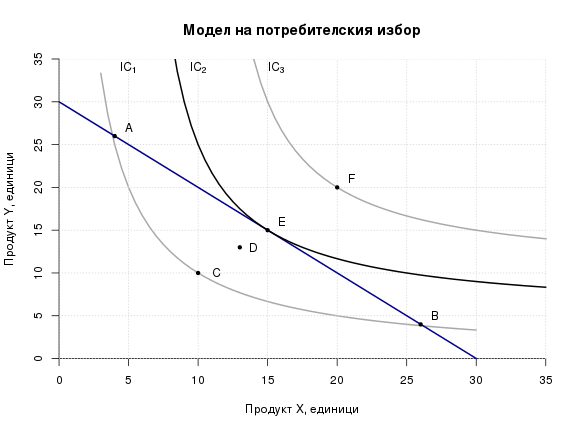 Модел на потребителския избор
Продукт Y, единици
35
30
25
20
15
10
5
0
IC₁
IC₂
IC₃
A
F
E
D
C
B
0
5
10
15
20
25
30
35
Продукт X, единици